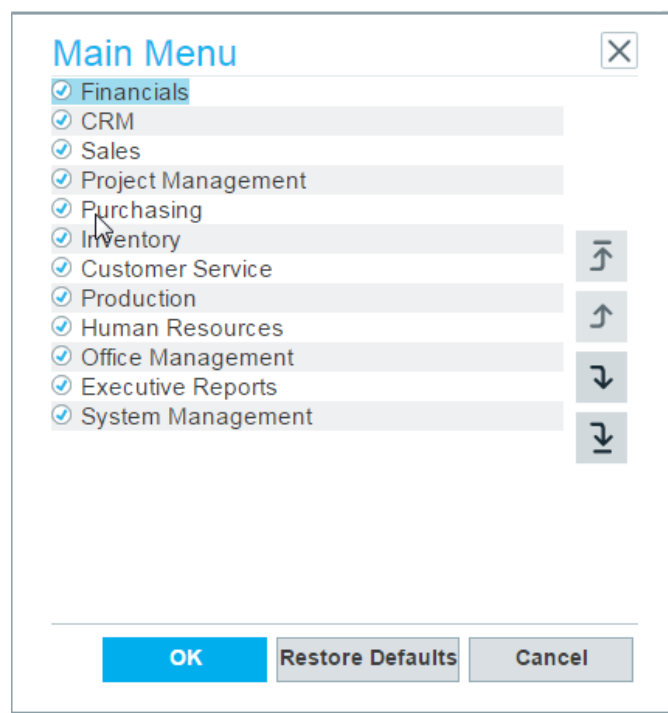 Main Menu
Financials
CRM
Sales
Project Management
Purchasing
Inventory
Customer Service
Production
Human Resources
Office Management
Executive Reports
System Management
OK
Restore Defaults
Cancel